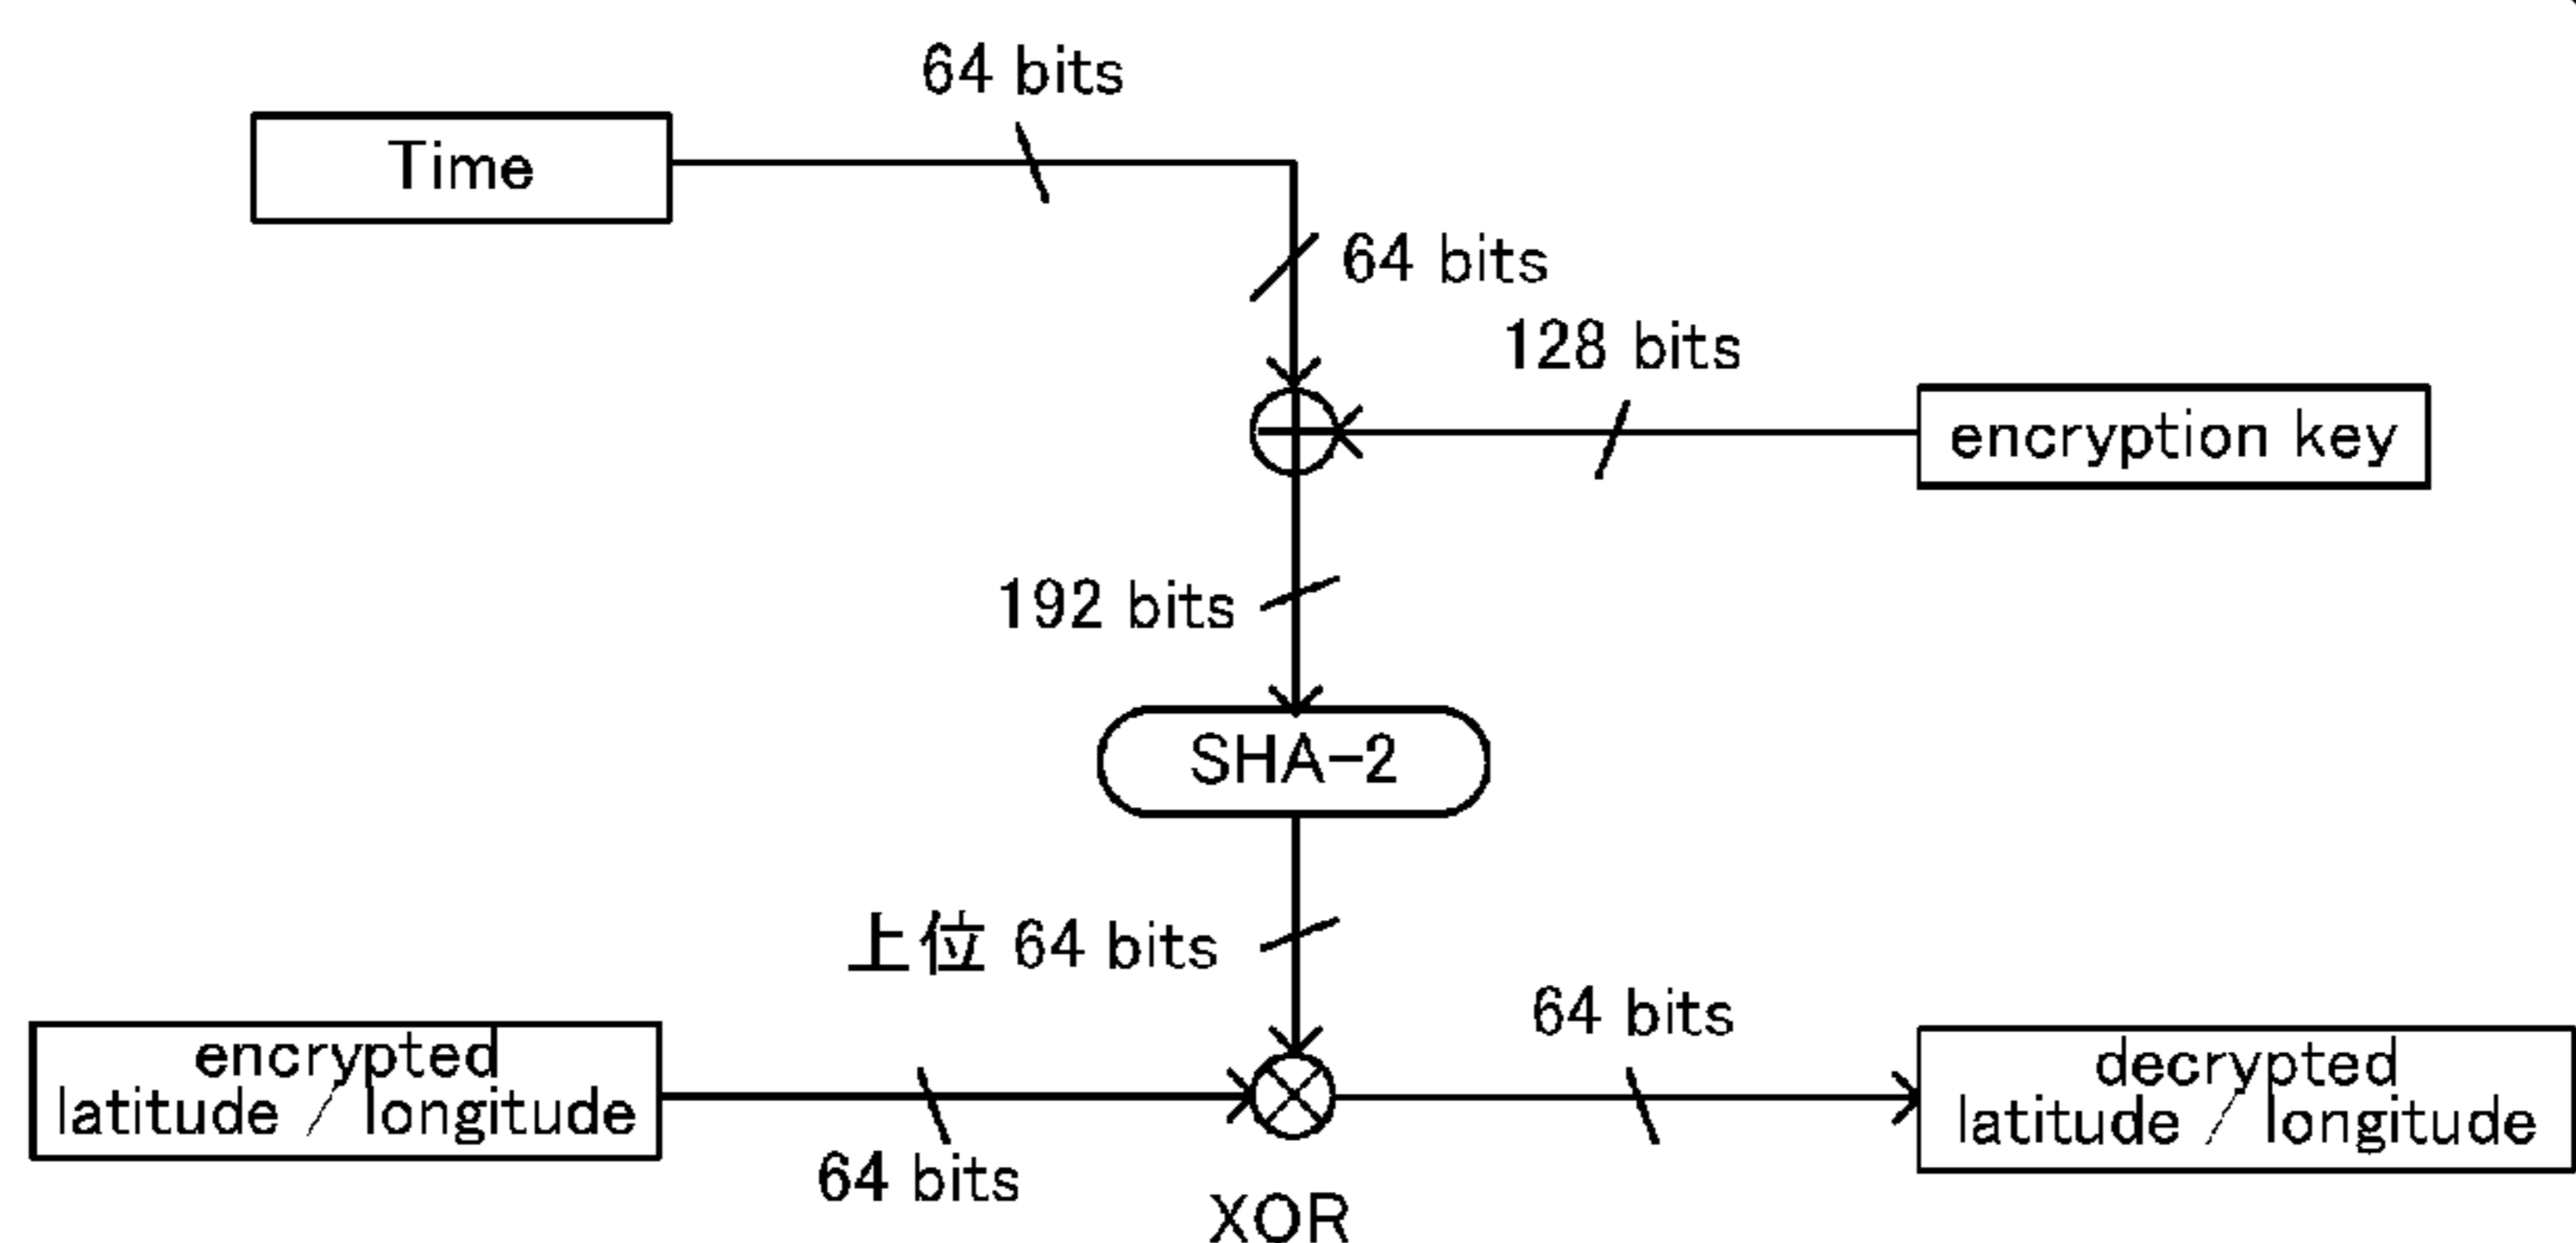 64 bits
Time
64 bits
128 bits
encryption key
192 bits
SHA-2
上位 64 bits
64 bits
encrypted
latitude / longitude
decrypted
latitude / longitude
64 bits
XOR